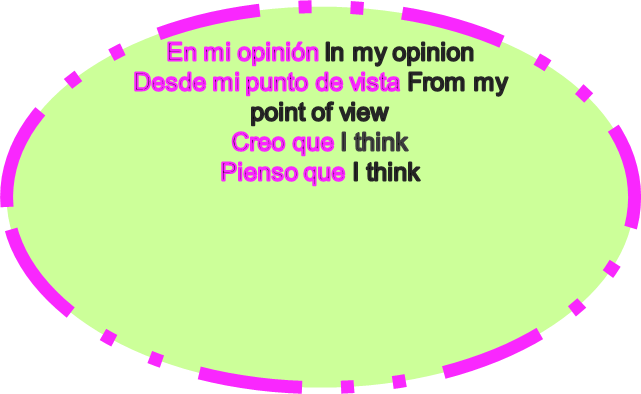 En mi opinión In my opinion
Desde mi punto de vista From my
point of view
Creo que I think
Pienso que I think